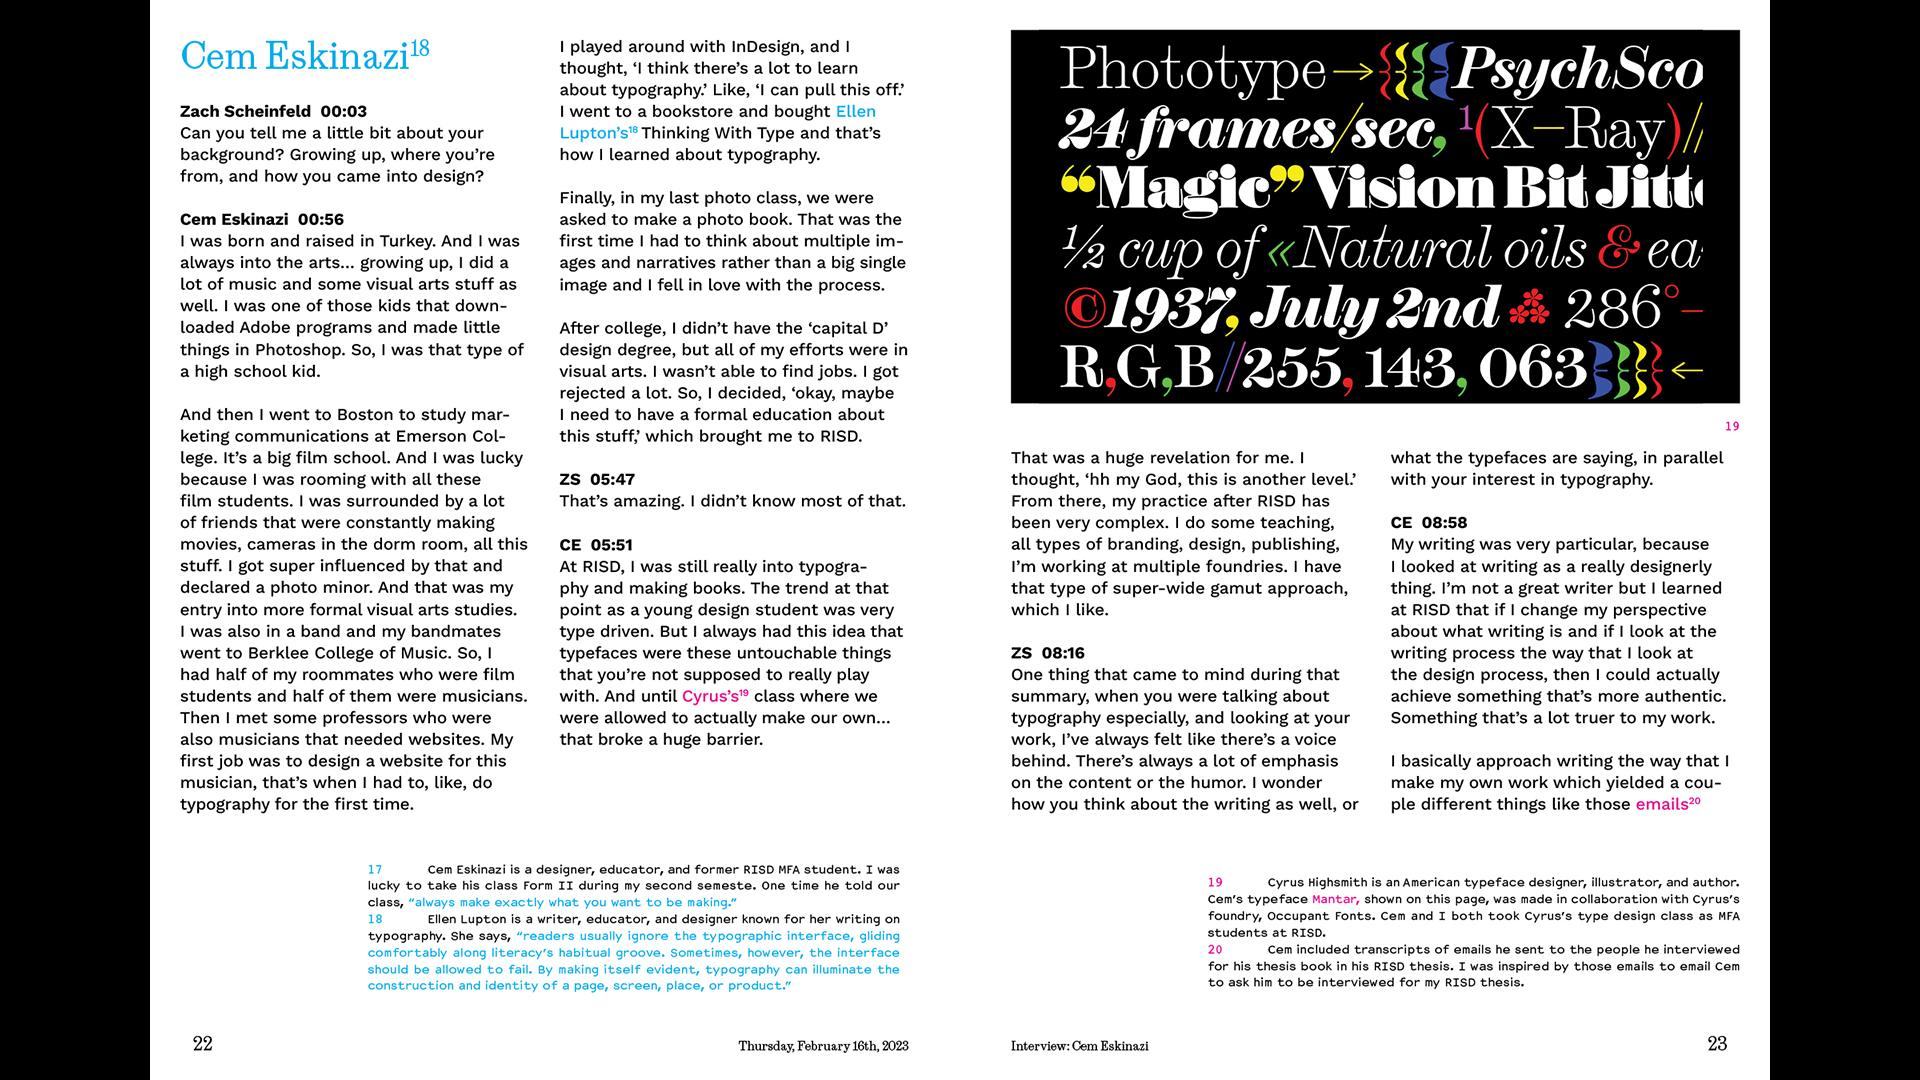 Cem Eskinazi18
Zach Scheinfeld 00:03
Can you tell me a little bit about your
background? Growing up, where you're
from, and how you came into design?
Cem Eskinazi 00:56
I was born and raised in Turkey. And I was
always into the arts... growing up, I did a
lot of music and some visual arts stuff as
well. I was one of those kids that down-
loaded Adobe programs and made little
things in Photoshop. So, I was that type of
a high school kid.
And then I went to Boston to study mar-
keting communications at Emerson Col-
lege. It's a big film school. And I was lucky
because I was rooming with all these
film students. I was surrounded by a lot
of friends that were constantly making
movies, cameras in the dorm room, all this
stuff. I got super influenced by that and
declared a photo minor. And that was my
entry into more formal visual arts studies.
I was also in a band and my bandmates
went to Berklee College of Music. So, I
had half of my roommates who were film
students and half of them were musicians.
Then I met some professors who were
also musicians that needed websites. My
first job was to design a website for this
musician, that's when I had to, like, do
typography for the first time.
I played around with InDesign, and I
thought, ‘I think there's a lot to learn
about typography.’ Like, ‘I can pull this off.’
I went to a bookstore and bought Ellen
Lupton's18 Thinking With Type and that's
how I learned about typography.
Finally, in my last photo class, we were
asked to make a photo book. That was the
first time I had to think about multiple im-
ages and narratives rather than a big single
image and I fell in love with the process.
After college, I didn't have the ‘capital D’
design degree, but all of my efforts were in
visual arts. I wasn't able to find jobs. I got
rejected a lot. So, I decided, ‘okay, maybe
I need to have a formal education about
this stuff,’ which brought me to RISD.
ZS 05:47
That's amazing. I didn't know most of that.
CE 05:51
At RISD, I was still really into typogra-
phy and making books. The trend at that
point as a young design student was very
type driven. But I always had this idea that
typefaces were these untouchable things
that you're not supposed to really play
with. And until Cyrus's19 class where we
were allowed to actually make our own...
that broke a huge barrier.
17 Cem Eskinazi is a designer, educator, and former RISD MFA student. I was
lucky to take his class Form II during my second semeste. One time he told our
class, “always make exactly what you want to be making.”
18 Ellen Lupton is a writer, educator, and designer known for her writing on
typography. She says, “readers usually ignore the typographic interface, gliding
comfortably along literacy's habitual groove. Sometimes, however, the interface
should be allowed to fail. By making itself evident, typography can illuminate the
construction and identity of a page, screen, place, or product.”
22
Thursday, February 16th, 2023
Phototype→{{{{PsychSco
24 frames/sec, 1(X–Ray)//
“Magic” Vision Bit Jitte
½ cup of «Natural oils & ea
©1937, July 2nd ⁂ 286°–
R,G,B//255, 143, 063}}}}←
19
That was a huge revelation for me. I
thought, ‘hh my God, this is another level.’
From there, my practice after RISD has
been very complex. I do some teaching,
all types of branding, design, publishing,
I'm working at multiple foundries. I have
that type of super-wide gamut approach,
which I like.
ZS 08:16
One thing that came to mind during that
summary, when you were talking about
typography especially, and looking at your
work, I've always felt like there's a voice
behind. There's always a lot of emphasis
on the content or the humor. I wonder
how you think about the writing as well, or
what the typefaces are saying, in parallel
with your interest in typography.
CE 08:58
My writing was very particular, because
I looked at writing as a really designerly
thing. I'm not a great writer but I learned
at RISD that if I change my perspective
about what writing is and if I look at the
writing process the way that I look at
the design process, then I could actually
achieve something that's more authentic.
Something that's a lot truer to my work.
I basically approach writing the way that I
make my own work which yielded a cou-
ple different things like those emails20
19 Cyrus Highsmith is an American typeface designer, illustrator, and author.
Cem's typeface Mantar, shown on this page, was made in collaboration with Cyrus's
foundry, Occupant Fonts. Cem and I both took Cyrus's type design class as MFA
students at RISD.
20 Cem included transcripts of emails he sent to the people he interviewed
for his thesis book in his RISD thesis. I was inspired by those emails to email Cem
to ask him to be interviewed for my RISD thesis.
Interview: Cem Eskinazi
23